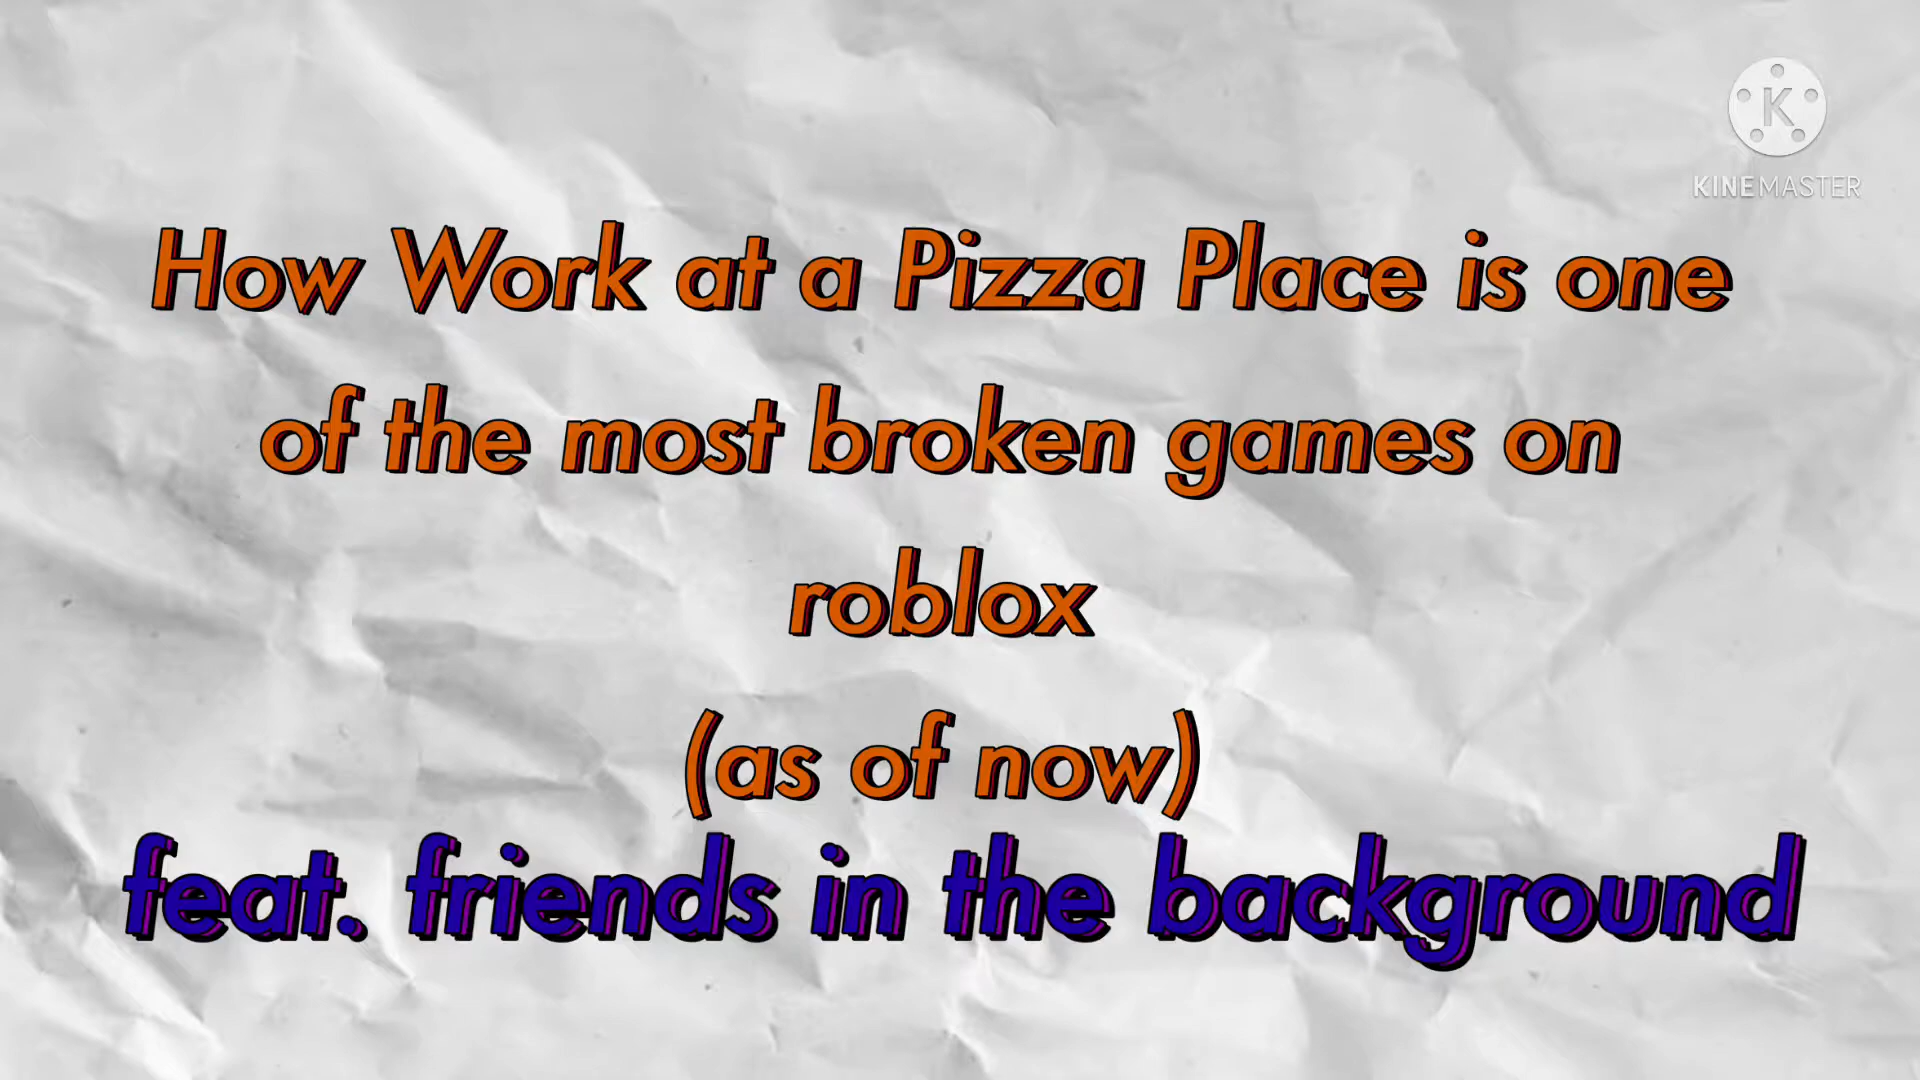 K
KINEMASTER
How Work at a Pizza Place is one
of the most broken games on
roblox
(as of now)
feat. friends in the background